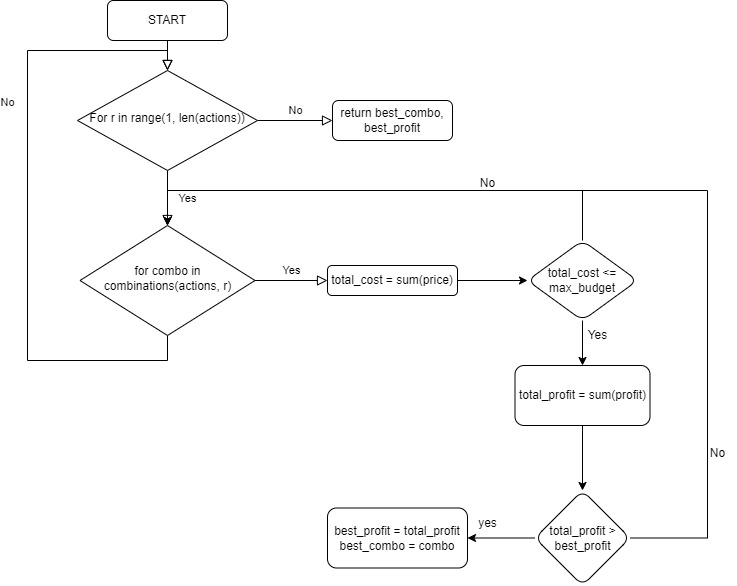 START
No
For r in range(1, len(actions))
No
return best_combo,
best_profit
No
Yes
for combo in
combinations(actions, r)
Yes
total_cost = sum(price)
total_cost <=
max_budget
Yes
total_profit = sum(profit)
No
total_profit >
best_profit
yes
best_profit = total_profit
best_combo = combo